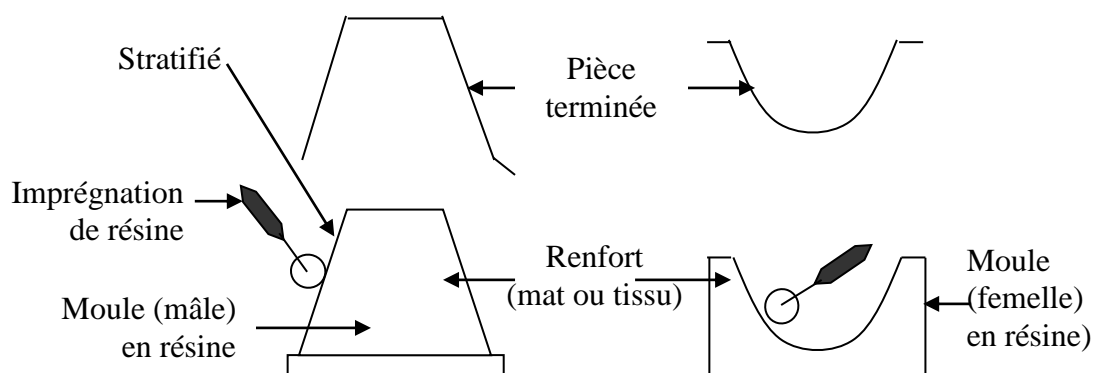 Stratifié
Pièce
terminée
Imprégnation
de résine
Renfort
(mat ou tissu)
Moule (mâle)
en résine
Moule
(femelle)
en résine)